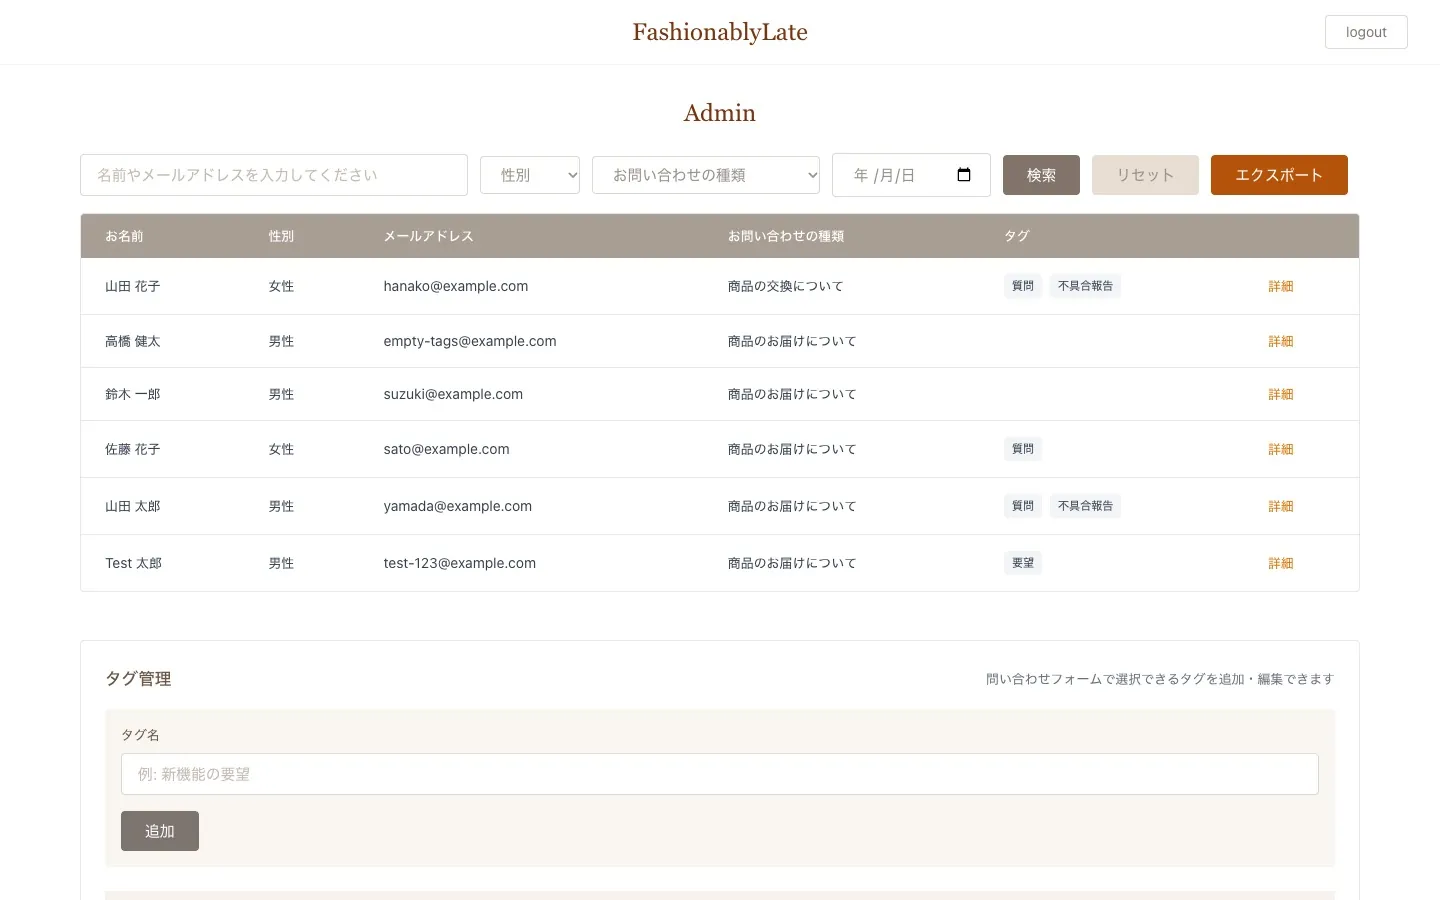 FashionablyLate
logout
Admin
名前やメールアドレスを入力してください 性別 お問い合わせの種類 年 /月/日 検索 リセット エクスポート
お名前 性別 メールアドレス お問い合わせの種類 タグ
山田 花子 女性 hanako@example.com 商品の交換について 質問 不具合報告 詳細
高橋 健太 男性 empty-tags@example.com 商品のお届けについて 詳細
鈴木 一郎 男性 suzuki@example.com 商品のお届けについて 詳細
佐藤 花子 女性 sato@example.com 商品のお届けについて 質問 詳細
山田 太郎 男性 yamada@example.com 商品のお届けについて 質問 不具合報告 詳細
Test 太郎 男性 test-123@example.com 商品のお届けについて 要望 詳細
タグ管理
問い合わせフォームで選択できるタグを追加・編集できます
タグ名
例: 新機能の要望
追加